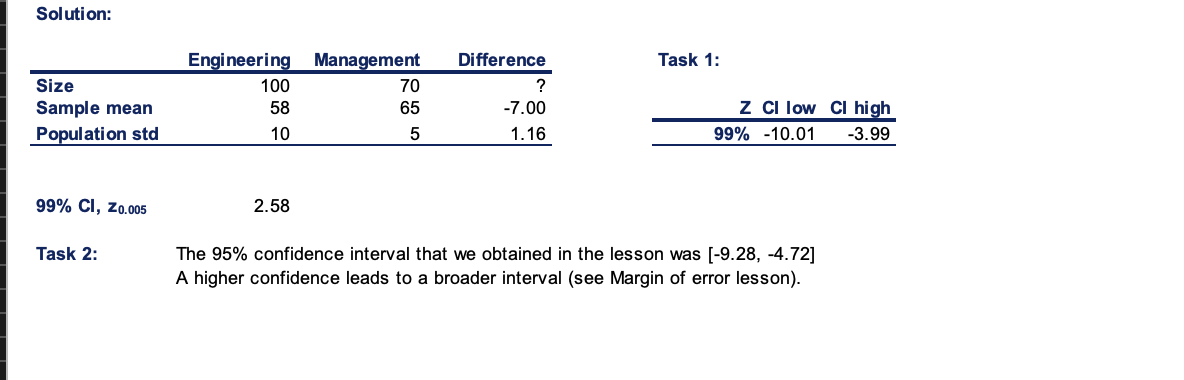 Solution:
Engineering Management Difference Task 1:
Size 100 70 ?
Sample mean 58 65 -7.00 Z CI low CI high
Population std 10 5 1.16 99% -10.01 -3.99
99% CI, z0.005 2.58
Task 2: The 95% confidence interval that we obtained in the lesson was [-9.28, -4.72]
A higher confidence leads to a broader interval (see Margin of error lesson).